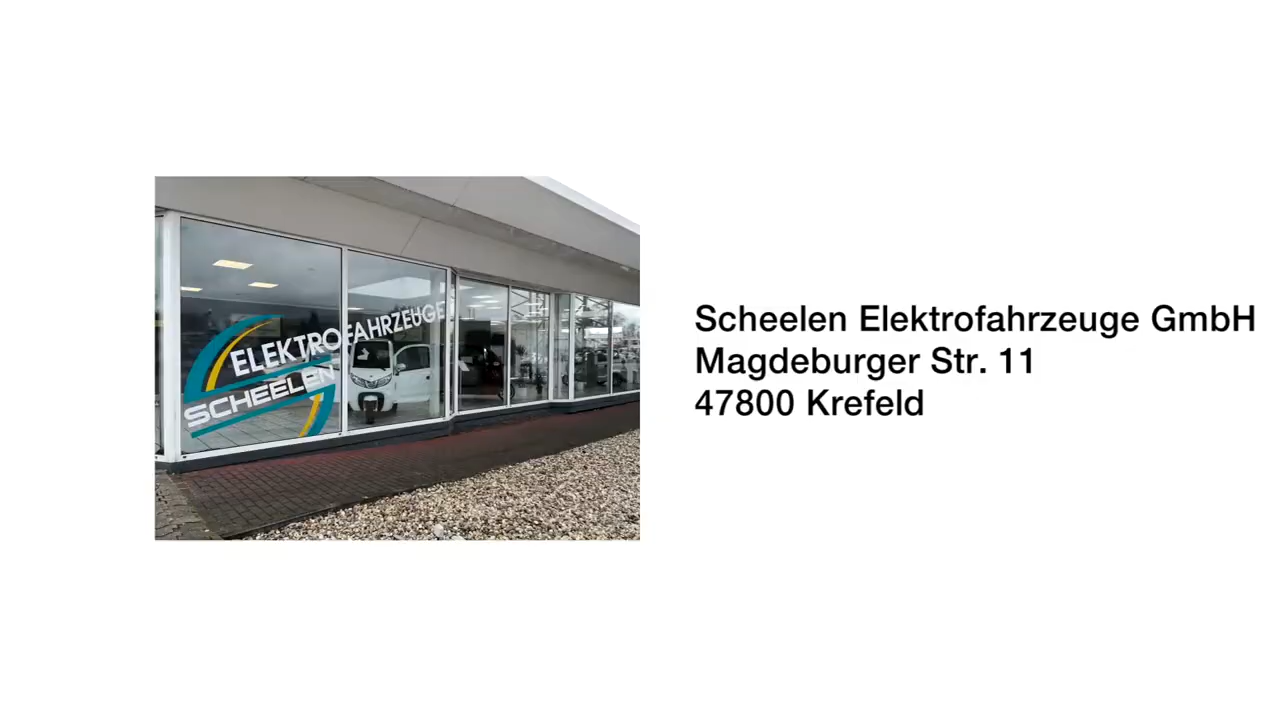 ELEKTROFAHRZEUGE
SCHEELEN
Scheelen Elektrofahrzeuge GmbH
Magdeburger Str. 11
47800 Krefeld